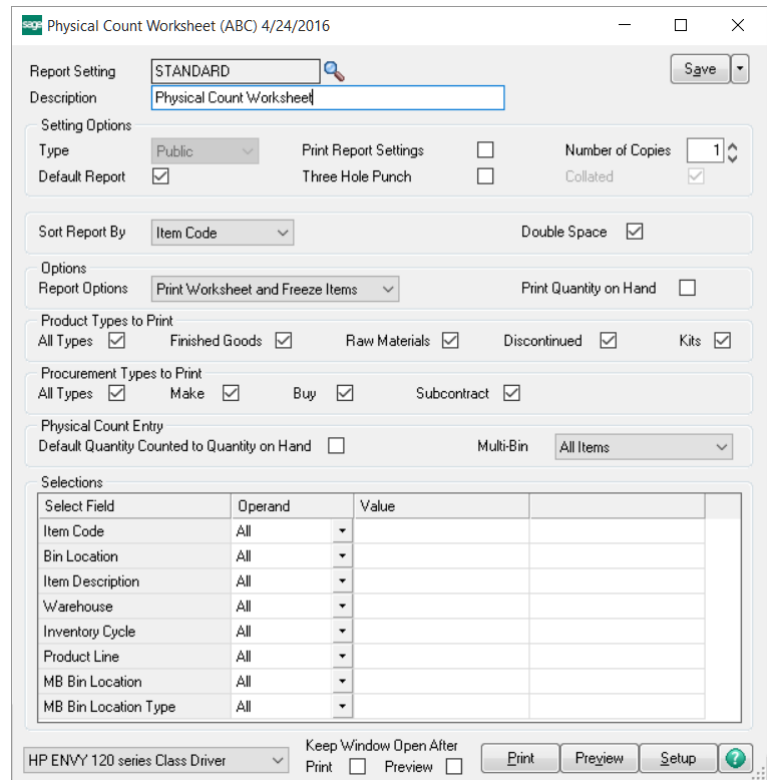 sage Physical Count Worksheet (ABC) 4/24/2016
Report Setting STANDARD Save
Description Physical Count Worksheet
Setting Options
Type Public Print Report Settings Number of Copies 1
Default Report Three Hole Punch Collated
Sort Report By Item Code Double Space
Options
Report Options Print Worksheet and Freeze Items Print Quantity on Hand
Product Types to Print
All Types Finished Goods Raw Materials Discontinued Kits
Procurement Types to Print
All Types Make Buy Subcontract
Physical Count Entry
Default Quantity Counted to Quantity on Hand Multi-Bin All Items
Selections
Select Field Operand Value
Item Code All
Bin Location All
Item Description All
Warehouse All
Inventory Cycle All
Product Line All
MB Bin Location All
MB Bin Location Type All
Keep Window Open After
HP ENVY 120 series Class Driver Print Preview Print Preview Setup ?